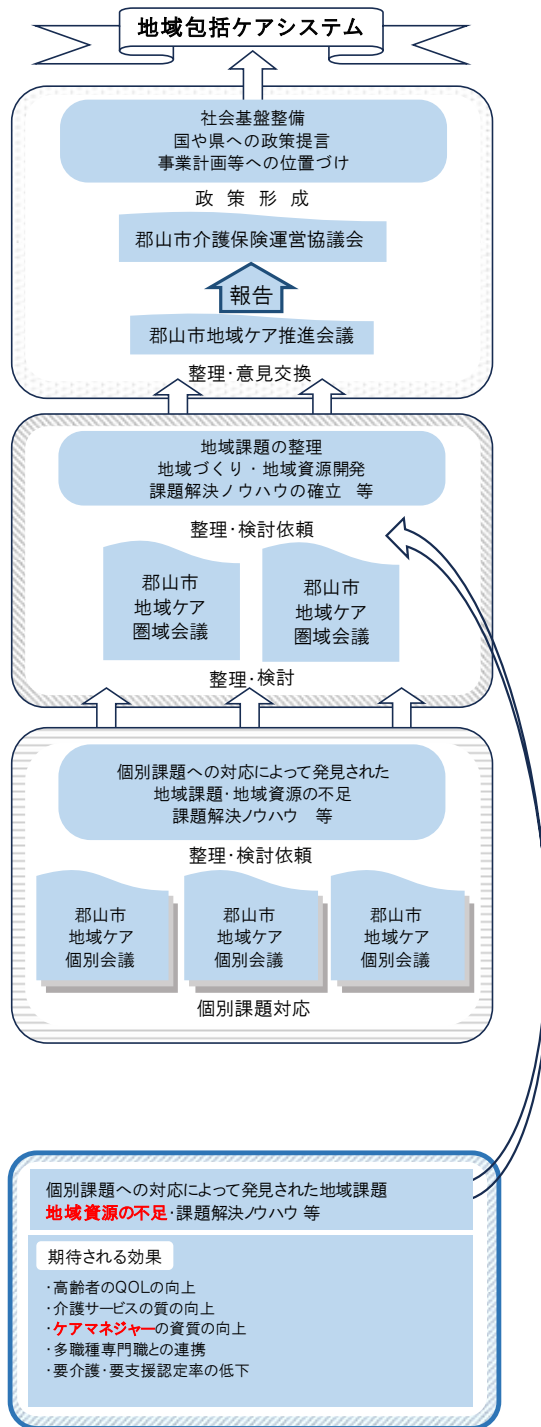 地域包括ケアシステム
社会基盤整備
国や県への政策提言
事業計画等への位置づけ
政策形成
郡山市介護保険運営協議会
報告
郡山市地域ケア推進会議
整理・意見交換
地域課題の整理
地域づくり・地域資源開発
課題解決ノウハウの確立　等
整理・検討依頼
郡山市
地域ケア
圏域会議
郡山市
地域ケア
圏域会議
整理・検討
個別課題への対応によって発見された
地域課題・地域資源の不足
課題解決ノウハウ　等
整理・検討依頼
郡山市
地域ケア
個別会議
郡山市
地域ケア
個別会議
郡山市
地域ケア
個別会議
個別課題対応
個別課題への対応によって発見された地域課題
地域資源の不足・課題解決ノウハウ 等
期待される効果
・高齢者のQOLの向上
・介護サービスの質の向上
・ケアマネジャーの資質の向上
・多職種専門職との連携
・要介護・要支援認定率の低下